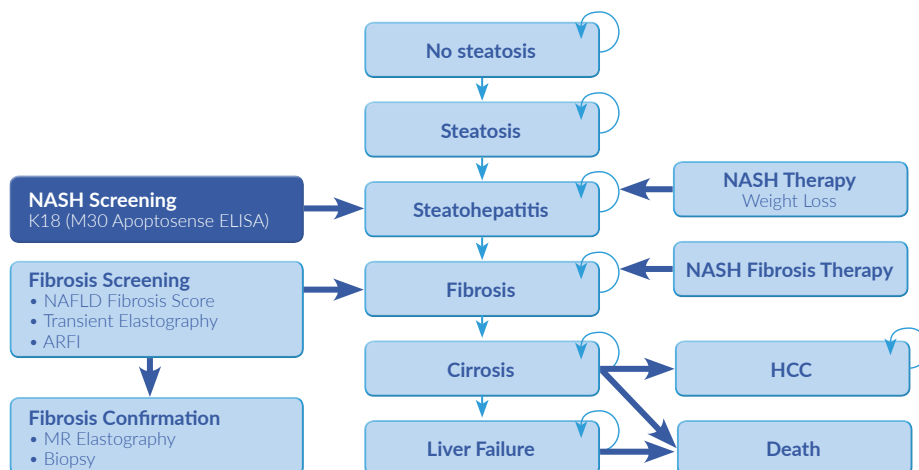 No steatosis
Steatosis
NASH Screening
K18 (M30 Apoptosense ELISA)
Steatohepatitis
NASH Therapy
Weight Loss
Fibrosis Screening
• NAFLD Fibrosis Score
• Transient Elastography
• ARFI
Fibrosis
NASH Fibrosis Therapy
Cirrosis
HCC
Fibrosis Confirmation
• MR Elastography
• Biopsy
Liver Failure
Death